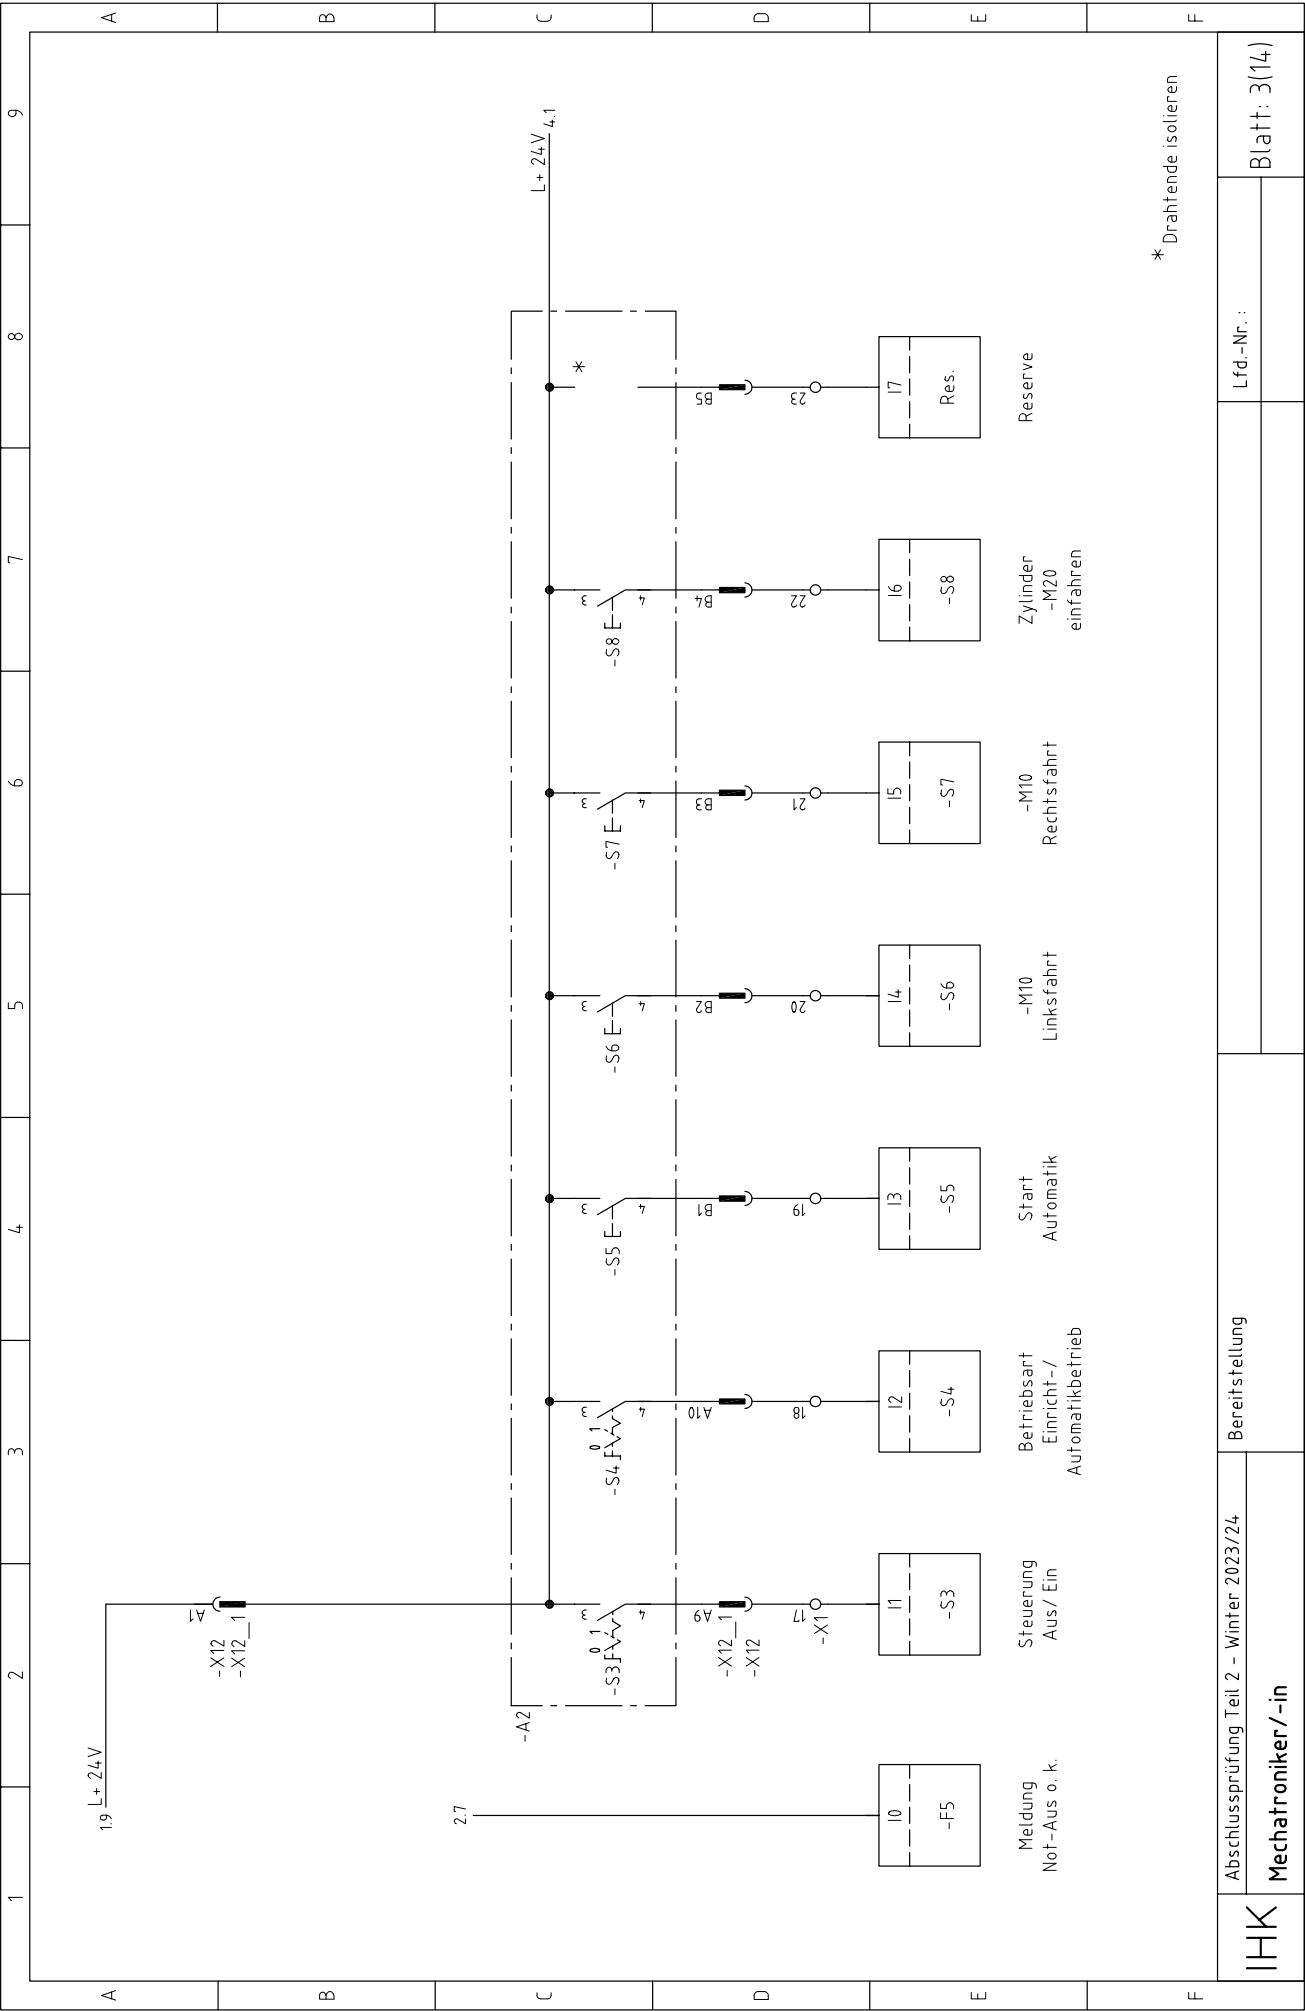 1
2
3
4
5
6
7
8
9
A
B
C
D
E
F
A
B
C
D
E
F
1.9
L+ 24V
A1
-X12
-X12__1
2.7
L+ 24V
4.1
-A2
-S3
0 1
3
4
-S4
0 1
3
4
-S5
3
4
-S6
3
4
-S7
3
4
-S8
3
4
*
-X12__1
-X12
A9
A10
B1
B2
B3
B4
B5
17
-X1
18
19
20
21
22
23
I0
-F5
I1
-S3
I2
-S4
I3
-S5
I4
-S6
I5
-S7
I6
-S8
I7
Res.
Meldung
Not-Aus o. k.
Steuerung
Aus/ Ein
Betriebsart
Einricht-/
Automatikbetrieb
Start
Automatik
-M10
Linksfahrt
-M10
Rechtsfahrt
Zylinder
-M20
einfahren
Reserve
* Drahtende isolieren
IHK
Abschlussprüfung Teil 2 - Winter 2023/24
Mechatroniker/-in
Bereitstellung
Lfd.-Nr. :
Blatt: 3(14)